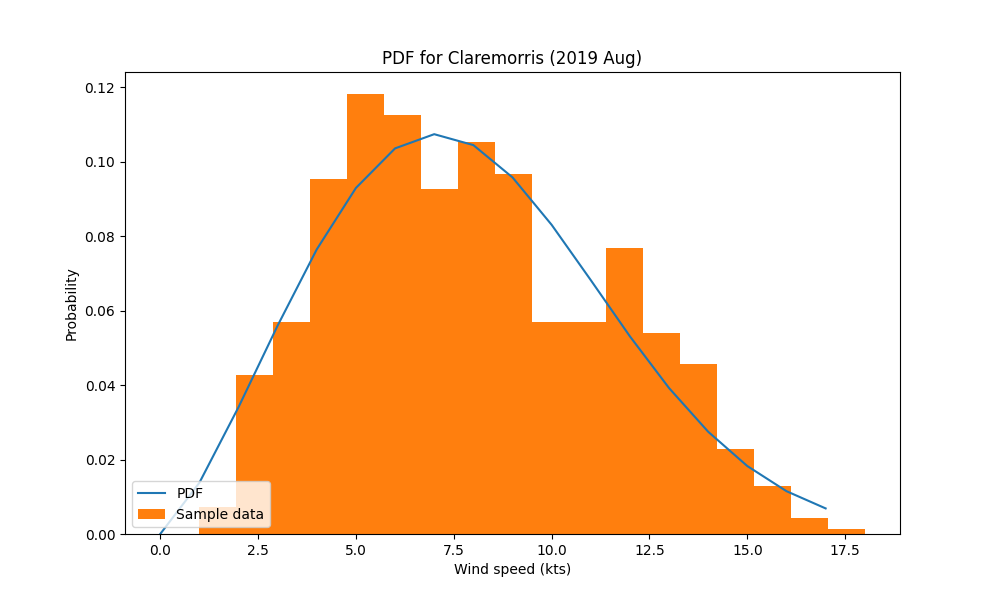 PDF for Claremorris (2019 Aug)
0.12
0.10
0.08
0.06
0.04
0.02
0.00
Probability
PDF
Sample data
0.0 2.5 5.0 7.5 10.0 12.5 15.0 17.5
Wind speed (kts)